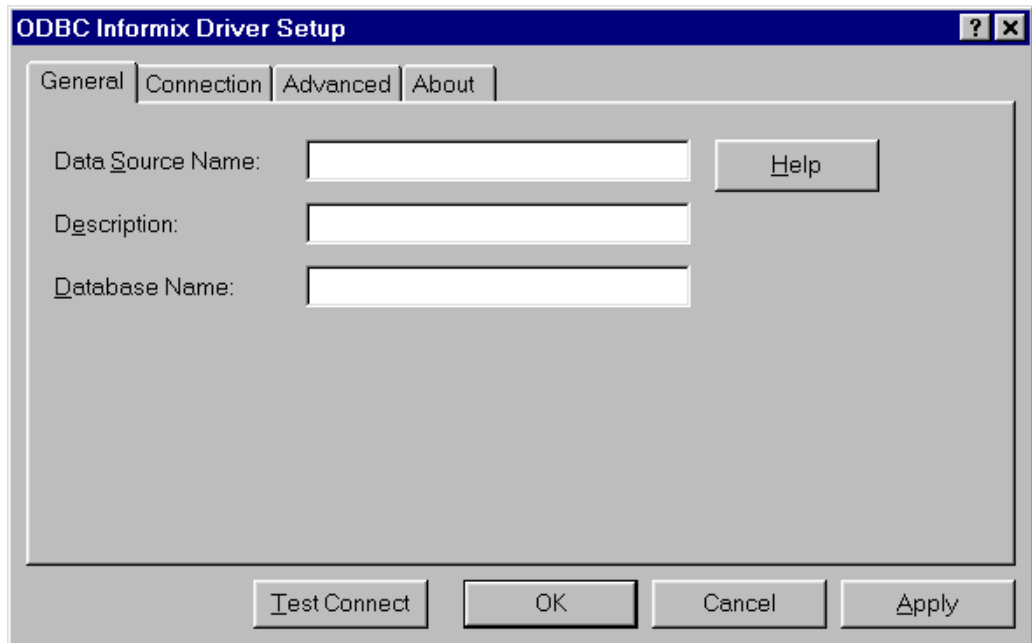 ODBC Informix Driver Setup
General Connection Advanced About
Data Source Name:
Help
Description:
Database Name:
Test Connect OK Cancel Apply